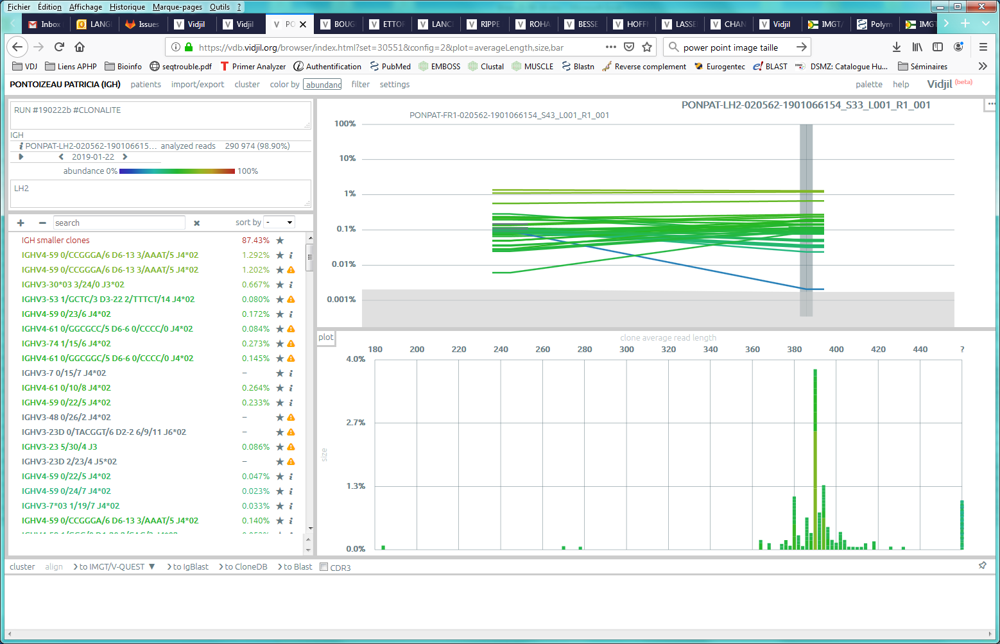 Fichier Édition Affichage Historique Marque-pages Outils ?
Inbox LANG Issues Vidjil Vidjil PO BOUG ETTOR LANC RIPPE ROHA BESSE HOFFI LASSE CHAN Vidjil IMGT/ Polym IMGT
https://vdb.vidjil.org/browser/index.html?set=30551&config=2&plot=averageLength,size,bar
power point image taille
VDJ Liens APHP Bioinfo seqtrouble.pdf Primer Analyzer Authentification PubMed EMBOSS Clustal MUSCLE Blastn Reverse complement Eurogentec BLAST DSMZ: Catalogue Hu... Séminaires
PONTOIZEAU PATRICIA (IGH) patients import/export cluster color by abundanc filter settings palette help Vidjil (beta)
RUN #190222b #CLONALITE
IGH
i PONPAT-LH2-020562-190106615... analyzed reads 290 974 (98.90%)
2019-01-22
abundance 0% 100%
LH2
+ − search × sort by -
IGH smaller clones 87.43%
IGHV4-59 0/CCGGGA/6 D6-13 3/AAAT/5 J4*02 1.292% i
IGHV4-59 0/CCGGGA/6 D6-13 3/AAAT/5 J4*02 1.202%
IGHV3-30*03 3/24/0 J3*02 0.667% i
IGHV3-53 1/GCTC/3 D3-22 2/TTTCT/14 J4*02 0.080%
IGHV4-59 0/23/6 J4*02 0.172% i
IGHV4-61 0/GGCGCC/5 D6-6 0/CCCC/0 J4*02 0.084%
IGHV3-74 1/15/6 J4*02 0.273%
IGHV4-61 0/GGCGGC/5 D6-6 0/CCCC/0 J4*02 0.145%
IGHV3-7 0/15/7 J4*02 – i
IGHV4-61 0/10/8 J4*02 0.264% i
IGHV4-59 0/22/5 J4*02 0.233% i
IGHV3-48 0/26/2 J4*02 –
IGHV3-23D 0/TACGGT/6 D2-2 6/9/11 J6*02 –
IGHV3-23 5/30/4 J3 0.086%
IGHV3-23D 2/23/4 J5*02 –
IGHV4-59 0/22/5 J4*02 0.047% i
IGHV4-59 0/24/7 J4*02 0.023% i
IGHV3-7*03 1/19/7 J4*02 0.033% i
IGHV4-59 0/CCGGGA/6 D6-13 3/AAAT/5 J4*02 0.140% i
PONPAT-LH2-020562-1901066154_S33_L001_R1_001
PONPAT-FR1-020562-1901066154_S43_L001_R1_001
100%
10%
1%
0.1%
0.01%
0.001%
plot
clone average read length
180 200 220 240 260 280 300 320 340 360 380 400 420 440 ?
4.0%
2.7%
size
1.3%
0.0%
cluster align to IMGT/V-QUEST ▼ to IgBlast to CloneDB to Blast CDR3